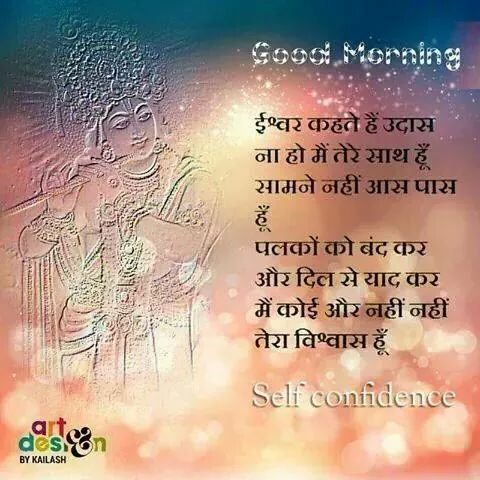 Good Morning
ईश्वर कहते हैं उदास
ना हो मैं तेरे साथ हूँ
सामने नहीं आस पास
हूँ
पलकों को बंद कर
और दिल से याद कर
मैं कोई और नहीं नहीं
तेरा विश्वास हूँ
Self confidence
art &
design
BY KAILASH